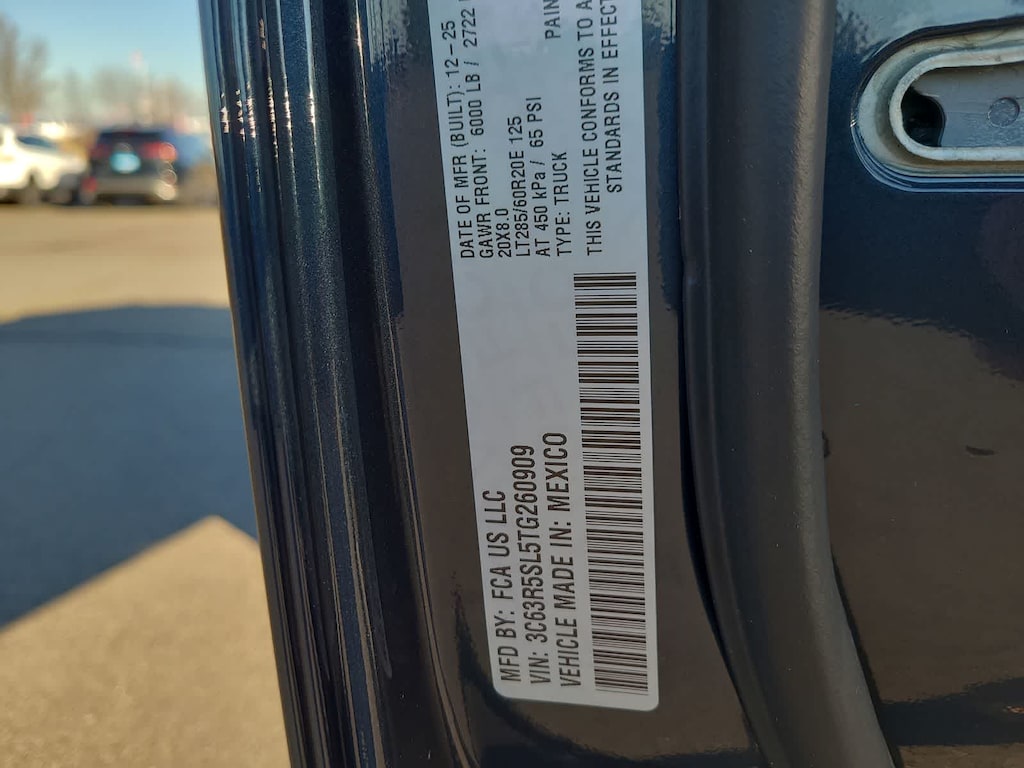 MFD BY: FCA US LLC
VIN: 3C63R5SL5TG260909
VEHICLE MADE IN: MEXICO
DATE OF MFR (BUILT): 12-25
GAWR FRONT: 6000 LB / 2722
20X8.0
LT285/60R20E 125
AT 450 kPa / 65 PSI
TYPE: TRUCK PAIN
THIS VEHICLE CONFORMS TO A
STANDARDS IN EFFECT